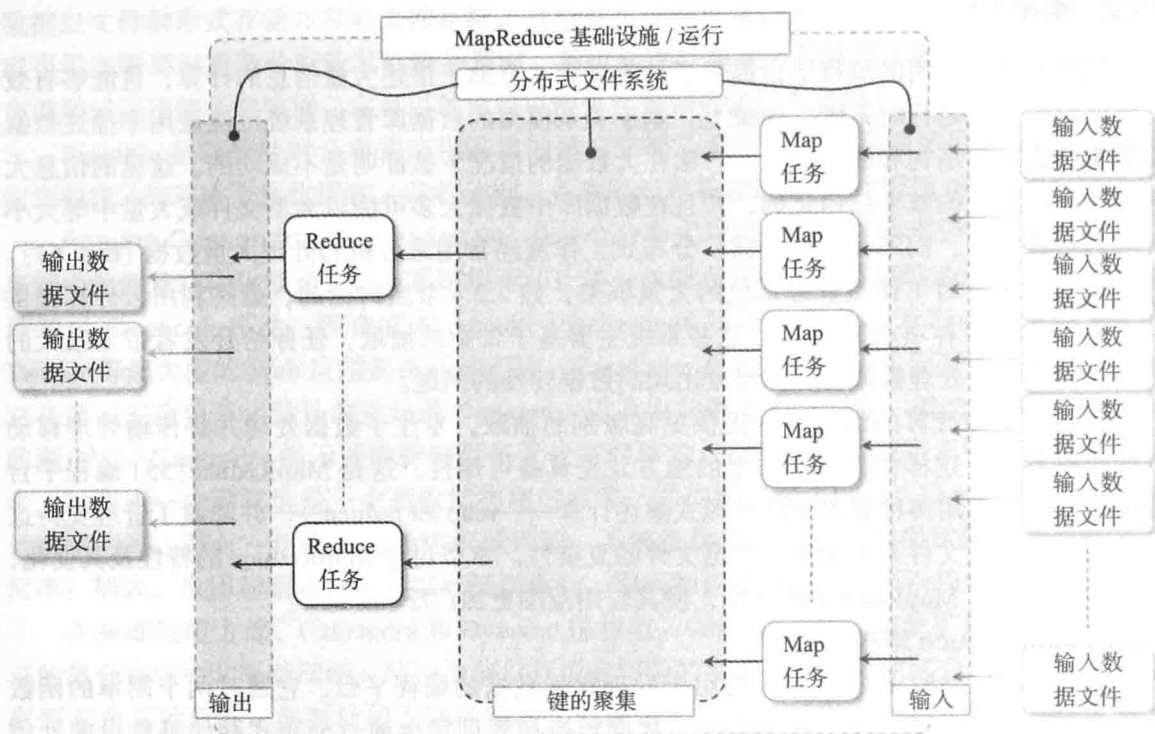 MapReduce 基础设施 / 运行
分布式文件系统
输出数
据文件
输出数
据文件
输出数
据文件
输出
Reduce
任务
Reduce
任务
键的聚集
Map
任务
Map
任务
Map
任务
Map
任务
Map
任务
输入
输入数
据文件
输入数
据文件
输入数
据文件
输入数
据文件
输入数
据文件
输入数
据文件
输入数
据文件